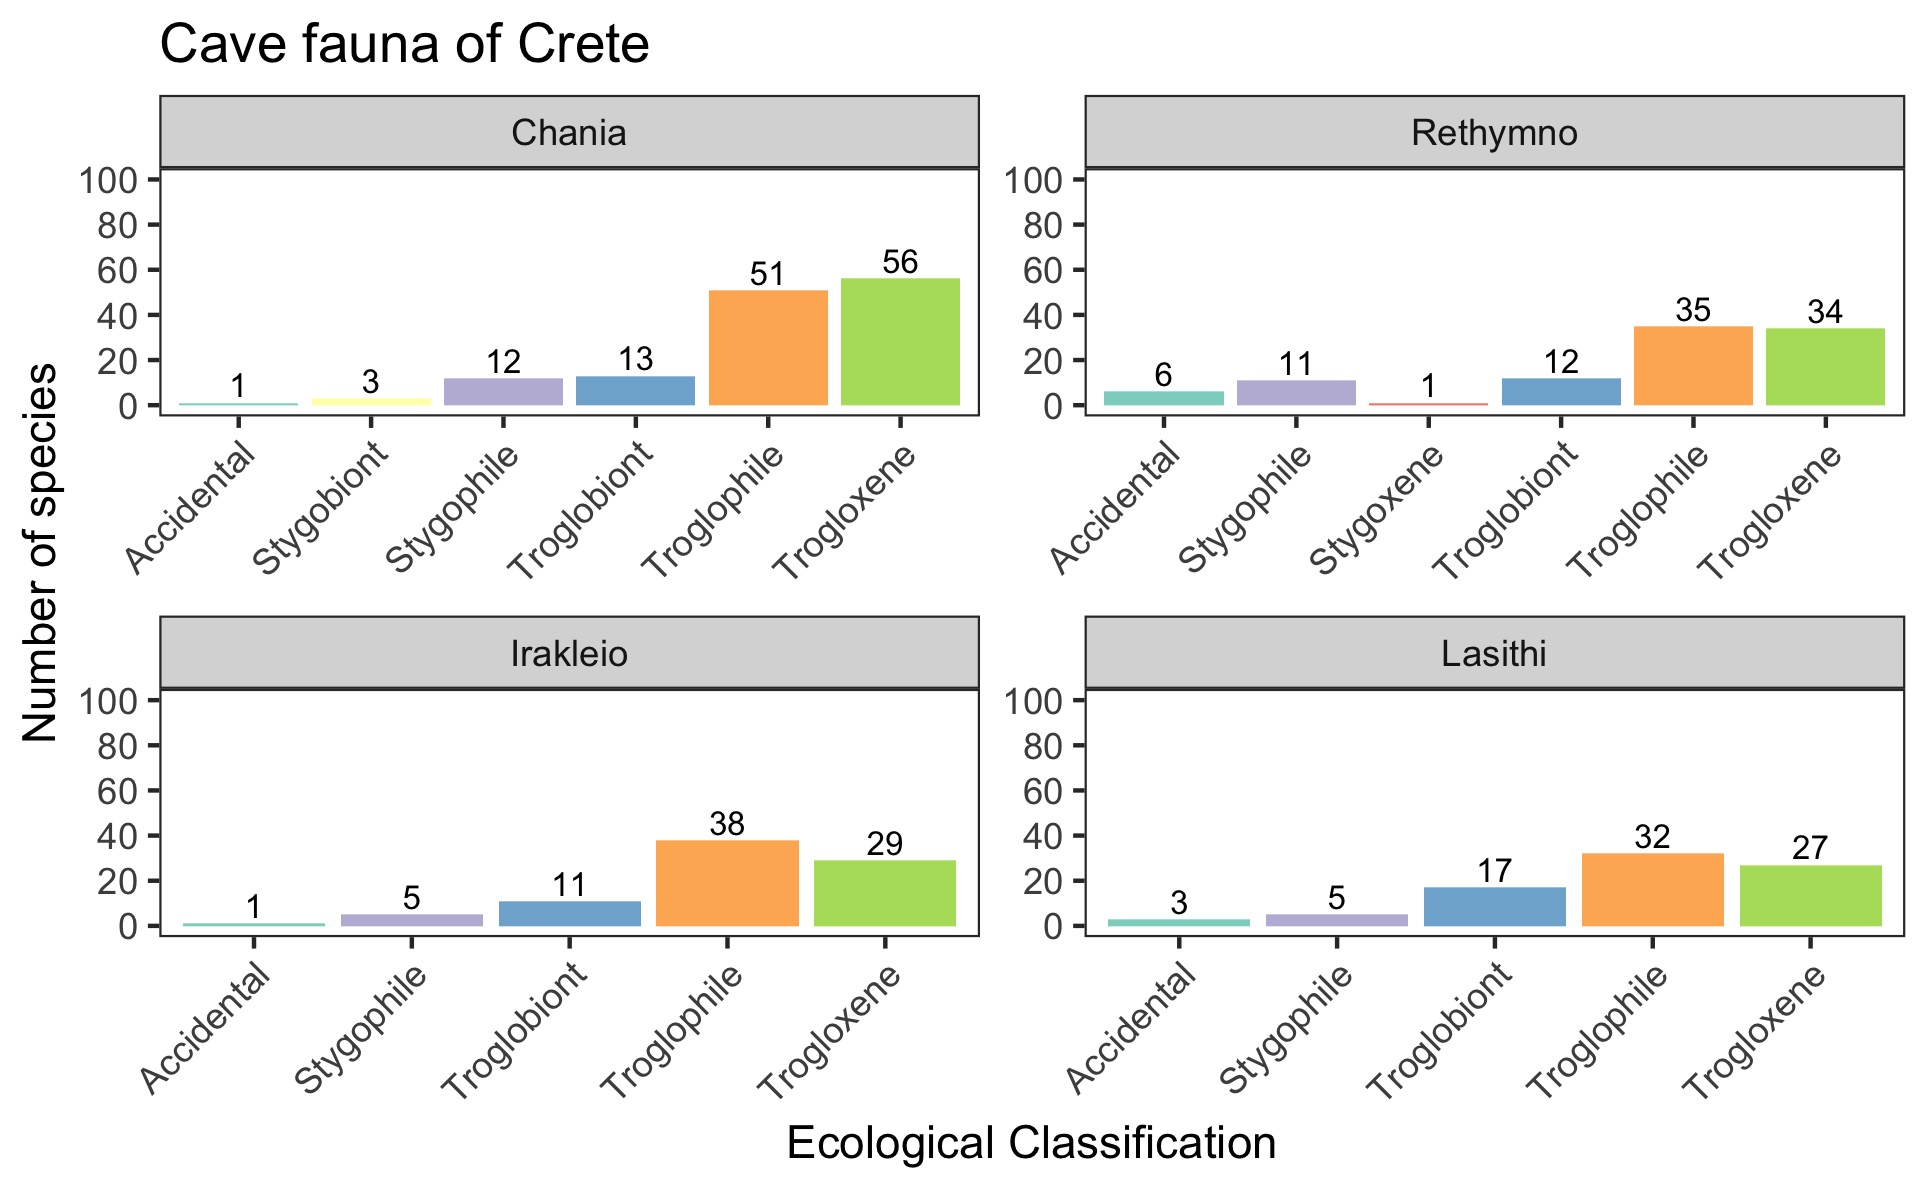 Cave fauna of Crete
Number of species
Chania
100
80
60
40
20
0
1 3 12 13 51 56
Accidental Stygobiont Stygophile Troglobiont Troglophile Trogloxene
Rethymno
100
80
60
40
20
0
6 11 1 12 35 34
Accidental Stygophile Stygoxene Troglobiont Troglophile Trogloxene
Irakleio
100
80
60
40
20
0
1 5 11 38 29
Accidental Stygophile Troglobiont Troglophile Trogloxene
Lasithi
100
80
60
40
20
0
3 5 17 32 27
Accidental Stygophile Troglobiont Troglophile Trogloxene
Ecological Classification